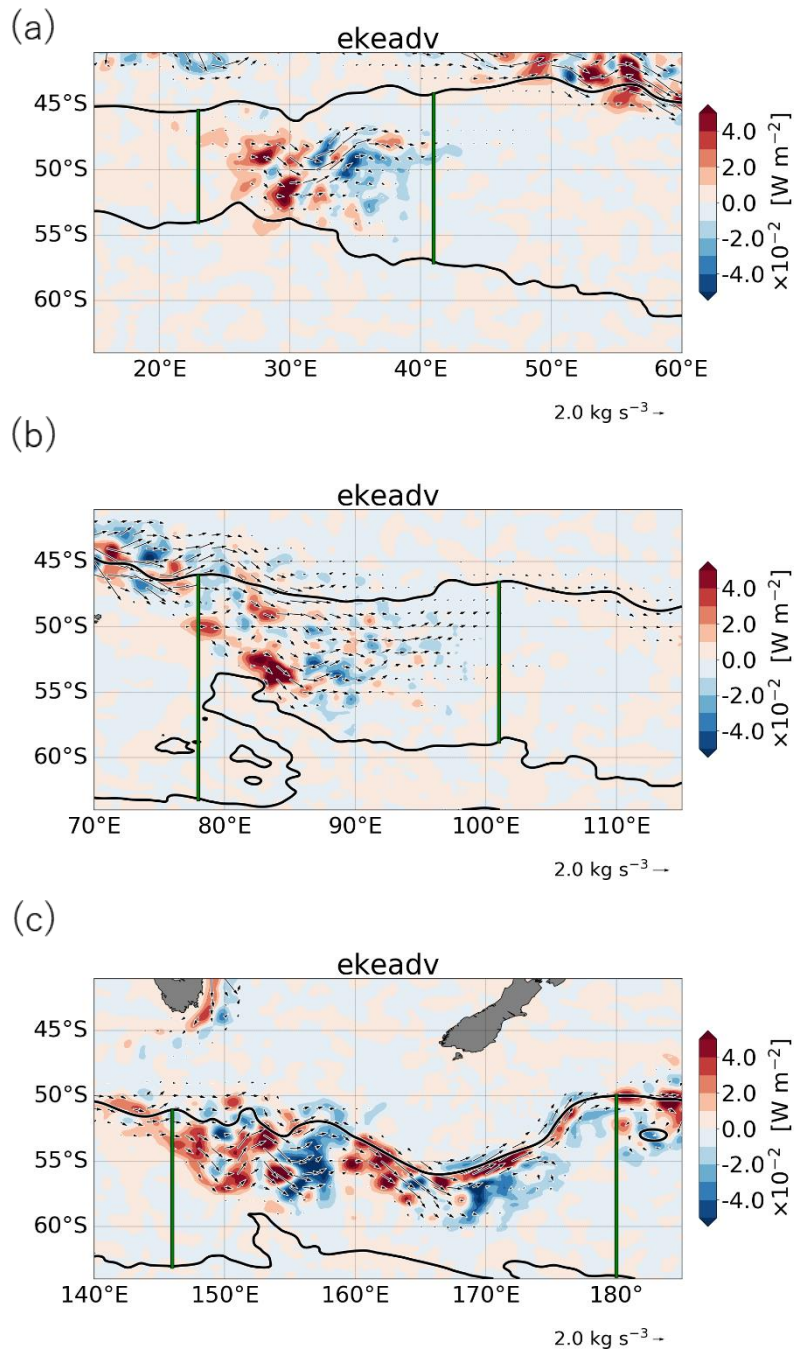 (a)
ekeadv
45°S
50°S
55°S
60°S
20°E 30°E 40°E 50°E 60°E
4.0
2.0
0.0
-2.0
-4.0
×10⁻² [W m⁻²]
2.0 kg s⁻³ →
(b)
ekeadv
45°S
50°S
55°S
60°S
70°E 80°E 90°E 100°E 110°E
4.0
2.0
0.0
-2.0
-4.0
×10⁻² [W m⁻²]
2.0 kg s⁻³ →
(c)
ekeadv
45°S
50°S
55°S
60°S
140°E 150°E 160°E 170°E 180°
4.0
2.0
0.0
-2.0
-4.0
×10⁻² [W m⁻²]
2.0 kg s⁻³ →